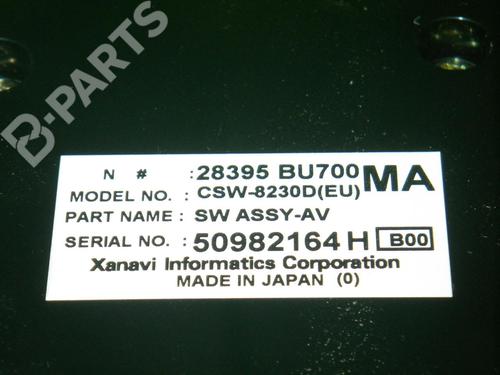 B-PARTS
N # : 28395 BU700 MA
MODEL NO. : CSW-8230D(EU)
PART NAME : SW ASSY-AV
SERIAL NO. : 50982164 H B00
Xanavi Informatics Corporation
MADE IN JAPAN (0)